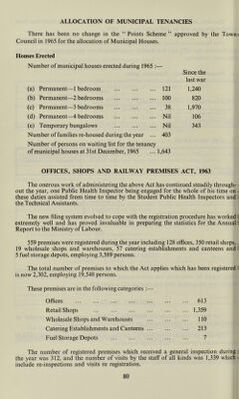 ALLOCATION OF MUNICIPAL TENANCIES
There has been no change in the "Points Scheme" approved by the Town
Council in 1965 for the allocation of Municipal Houses.
Houses Erected
Number of municipal houses erected during 1965 :—
Since the
last war
(a) Permanent—1 bedroom ... ... ... 121 1,240
(b) Permanent—2 bedrooms ... ... ... 100 820
(c) Permanent—3 bedrooms ... ... ... 38 1,970
(d) Permanent—4 bedrooms ... ... ... Nil 106
(e) Temporary bungalows ... ... ... Nil 343
Number of families re-housed during the year ... 403
Number of persons on waiting list for the tenancy
of municipal houses at 31st December, 1965 ... 1,643
OFFICES, SHOPS AND RAILWAY PREMISES ACT, 1963
The onerous work of administering the above Act has continued steadily through-
out the year, one Public Health Inspector being engaged for the whole of his time on
these duties assisted from time to time by the Student Public Health Inspectors and
the Technical Assistants.
The new filing system evolved to cope with the registration procedure has worked
extremely well and has proved invaluable in preparing the statistics for the Annual
Report to the Ministry of Labour.
559 premises were registered during the year including 128 offices, 350 retail shops,
19 wholesale shops and warehouses, 57 catering establishments and canteens and
5 fuel storage depots, employing 3,589 persons.
The total number of premises to which the Act applies which has been registered
is now 2,302, employing 19,548 persons.
These premises are in the following categories :—
Offices ... ... ... ... ... ... 613
Retail Shops ... ... ... ... ... 1,359
Wholesale Shops and Warehouses ... ... ... 110
Catering Establishments and Canteens ... ... ... 213
Fuel Storage Depots ... ... ... ... 7
The number of registered premises which received a general inspection during
the year was 312, and the number of visits by the staff of all kinds was 1,339 which
include re-inspections and visits re registration.
80